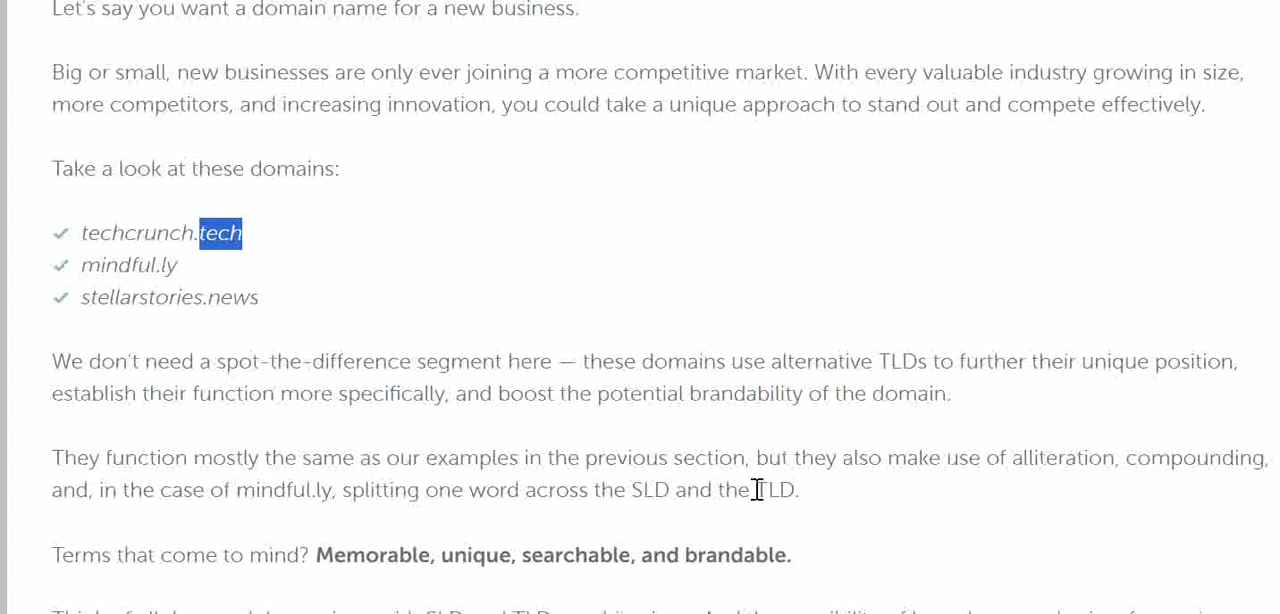 Let's say you want a domain name for a new business.
Big or small, new businesses are only ever joining a more competitive market. With every valuable industry growing in size,
more competitors, and increasing innovation, you could take a unique approach to stand out and compete effectively.
Take a look at these domains:
techcrunch.tech
mindful.ly
stellarstories.news
We don't need a spot-the-difference segment here — these domains use alternative TLDs to further their unique position,
establish their function more specifically, and boost the potential brandability of the domain.
They function mostly the same as our examples in the previous section, but they also make use of alliteration, compounding,
and, in the case of mindful.ly, splitting one word across the SLD and the TLD.
Terms that come to mind? Memorable, unique, searchable, and brandable.